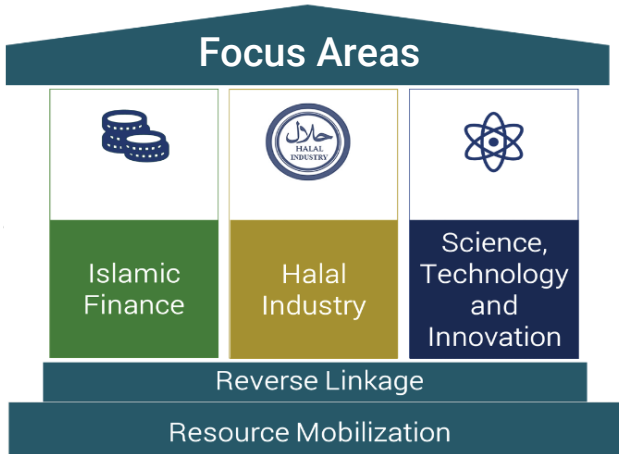 Focus Areas
حلال
HALAL
INDUSTRY
Islamic
Finance
Halal
Industry
Science,
Technology
and
Innovation
Reverse Linkage
Resource Mobilization